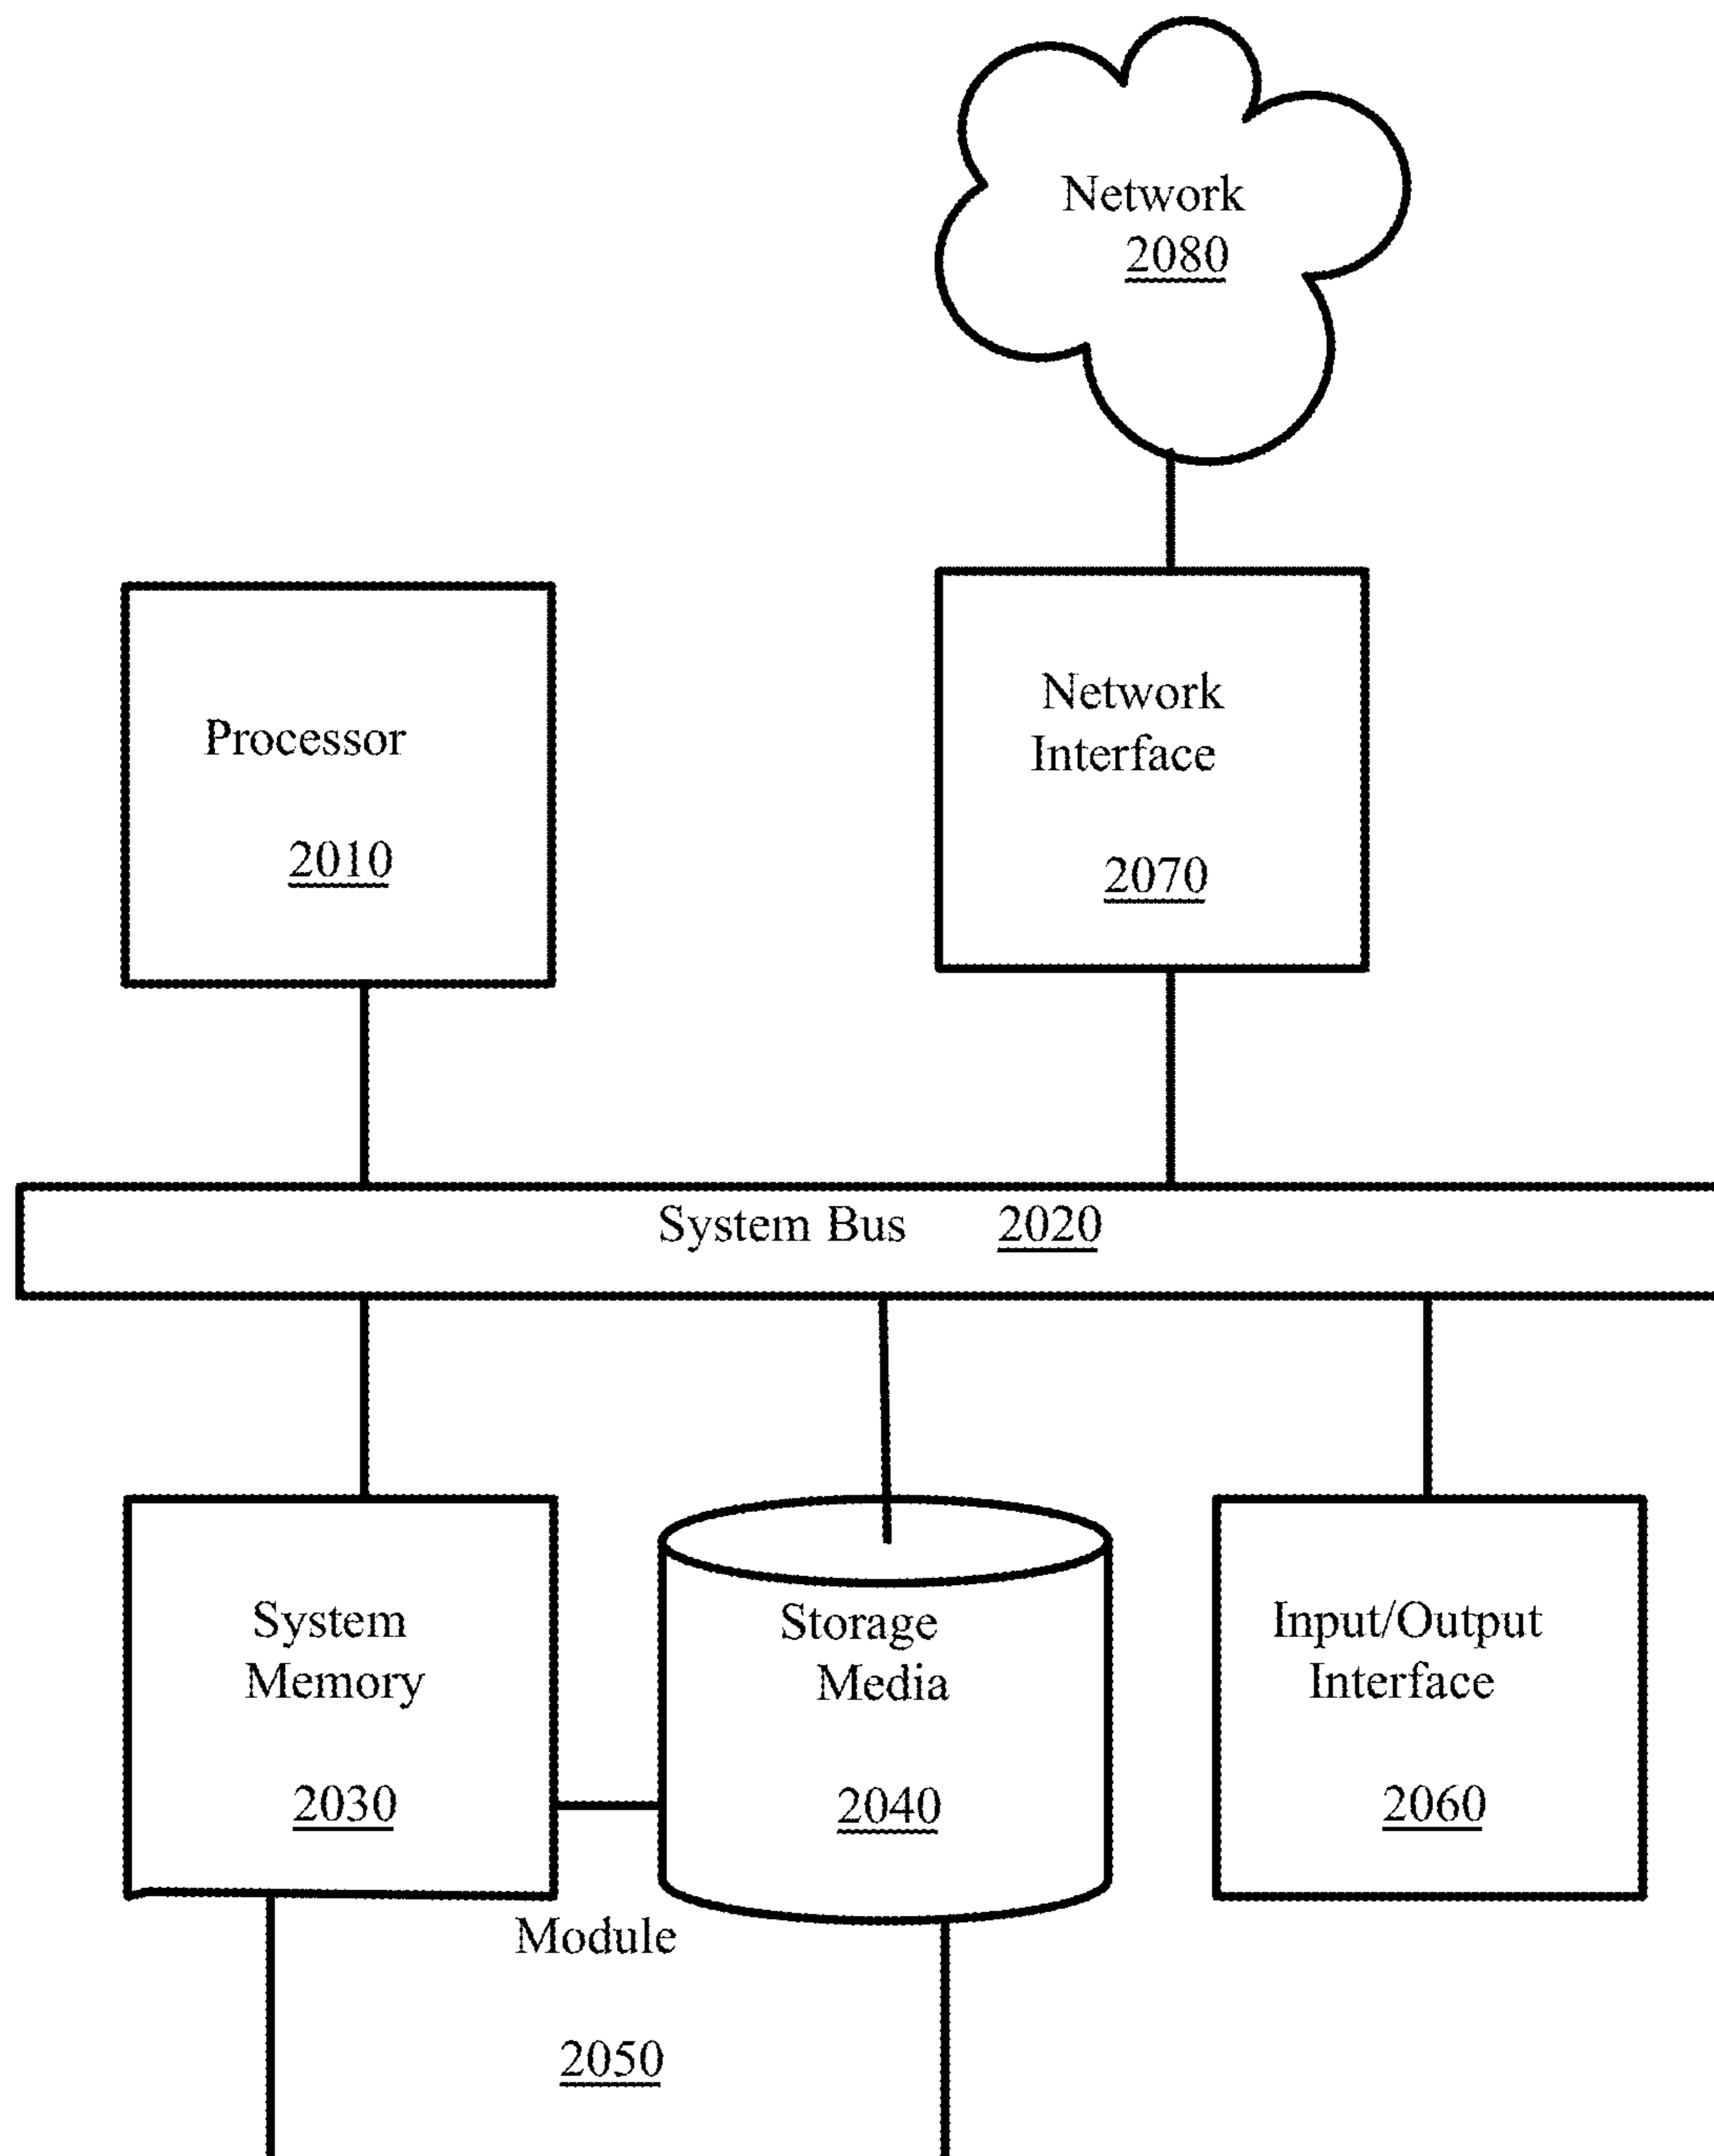 Network
2080
Processor
2010
Network
Interface
2070
System Bus 2020
System
Memory
2030
Storage
Media
2040
Input/Output
Interface
2060
Module
2050